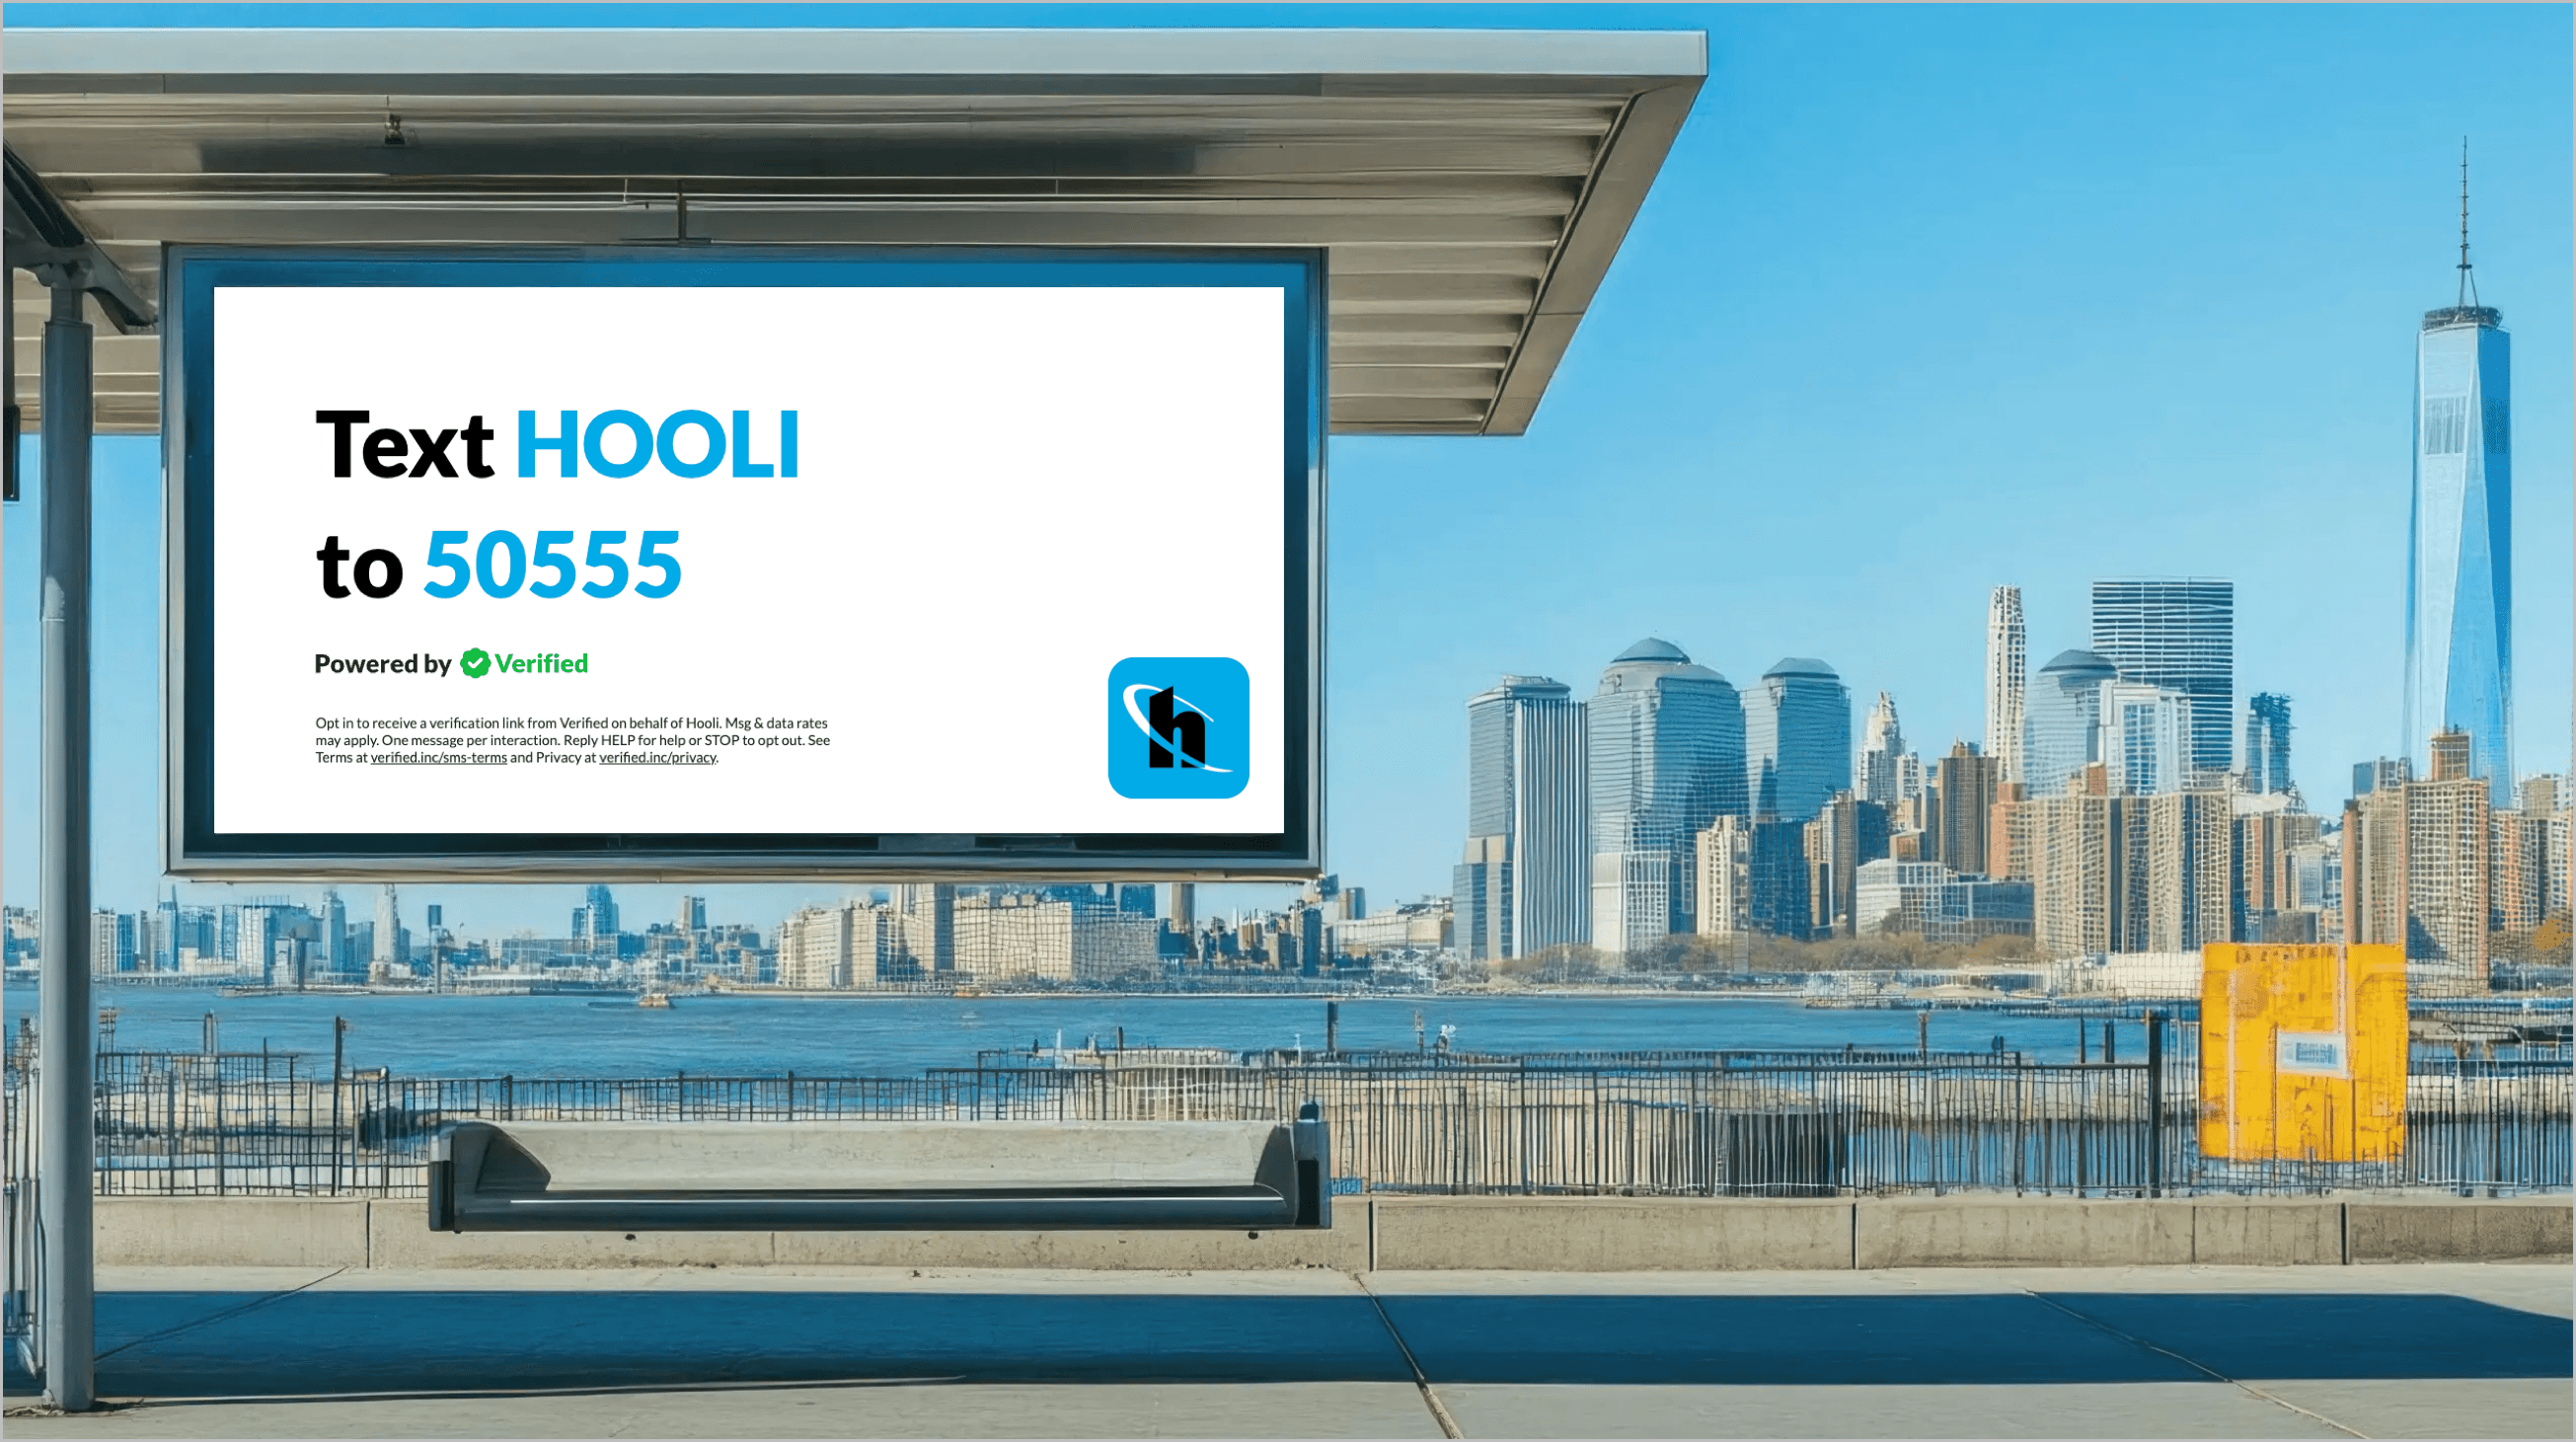 Text HOOLI
to 50555
Powered by Verified
Opt in to receive a verification link from Verified on behalf of Hooli. Msg & data rates
may apply. One message per interaction. Reply HELP for help or STOP to opt out. See
Terms at verified.inc/sms-terms and Privacy at verified.inc/privacy.
h